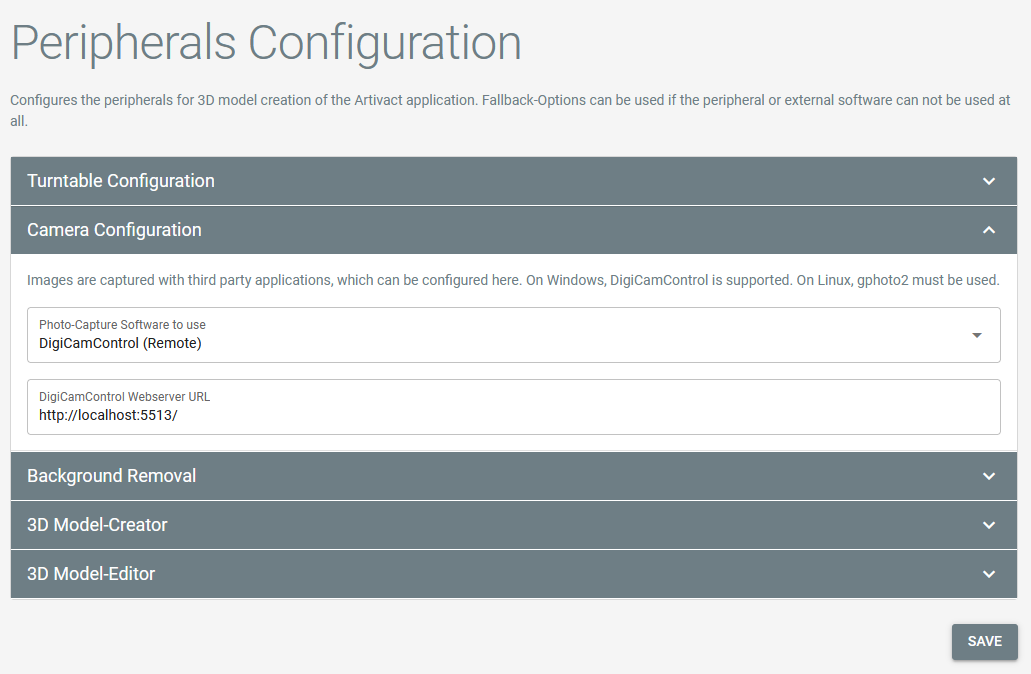 Peripherals Configuration
Configures the peripherals for 3D model creation of the Artivact application. Fallback-Options can be used if the peripheral or external software can not be used at
all.
Turntable Configuration
Camera Configuration
Images are captured with third party applications, which can be configured here. On Windows, DigiCamControl is supported. On Linux, gphoto2 must be used.
Photo-Capture Software to use
DigiCamControl (Remote)
DigiCamControl Webserver URL
http://localhost:5513/
Background Removal
3D Model-Creator
3D Model-Editor
SAVE